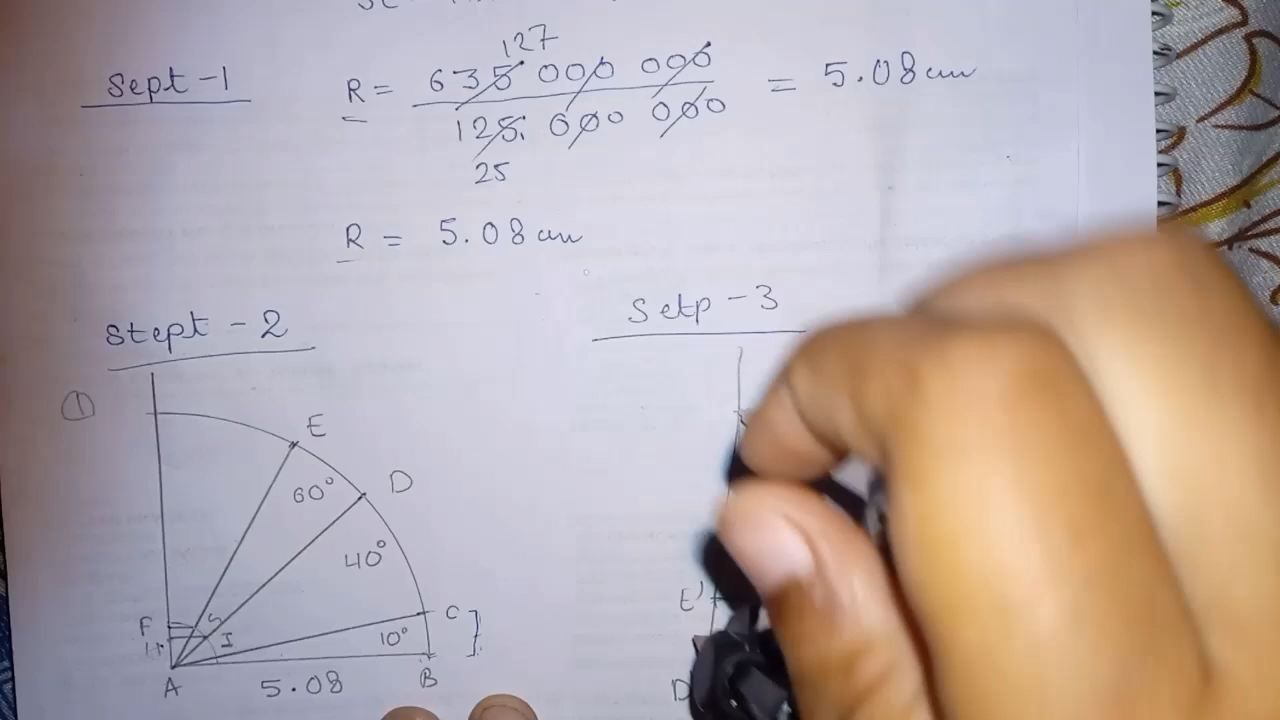 127
Sept-1
R = 635 000 000 = 5.08 cm
125 000 000
25
R = 5.08 cm
Stept - 2
Setp - 3
1
E
60°
D
40°
E'
F
C
I
10°
A
5.08
B
D